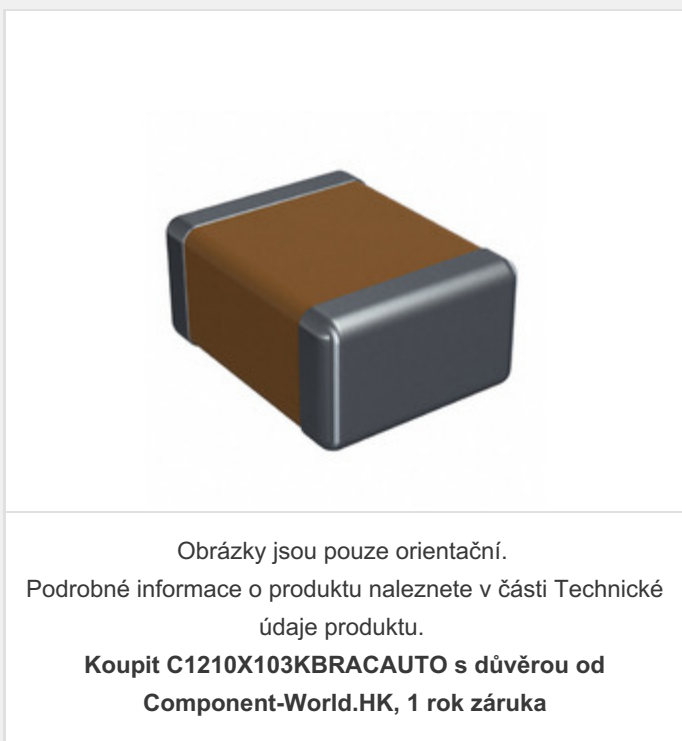 Obrázky jsou pouze orientační.
Podrobné informace o produktu naleznete v části Technické
údaje produktu.
Koupit C1210X103KBRACAUTO s důvěrou od
Component-World.HK, 1 rok záruka